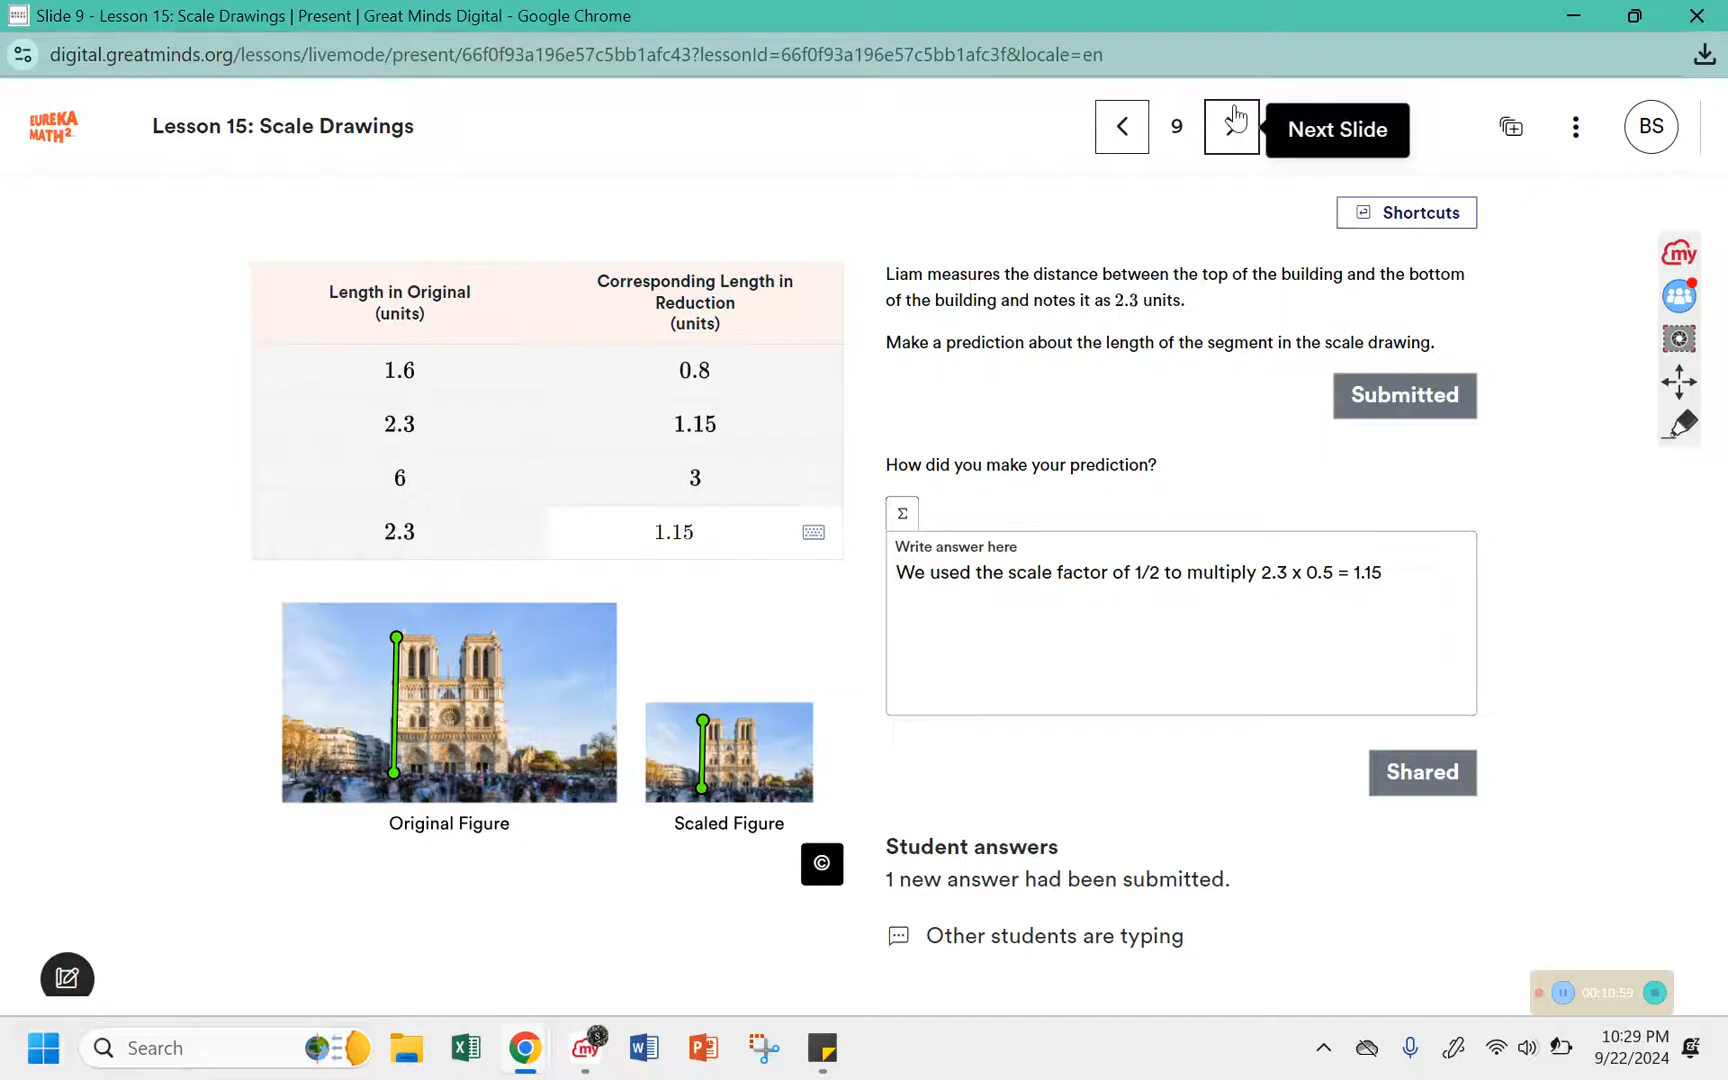 Slide 9 - Lesson 15: Scale Drawings | Present | Great Minds Digital - Google Chrome
digital.greatminds.org/lessons/livemode/present/66f0f93a196e57c5bb1afc43?lessonId=66f0f93a196e57c5bb1afc3f&locale=en
EUREKA
MATH²
Lesson 15: Scale Drawings
9
Next Slide
BS
Shortcuts
my
Length in Original
(units)
Corresponding Length in
Reduction
(units)
1.6 0.8
2.3 1.15
6 3
2.3 1.15
Original Figure
Scaled Figure
©
Liam measures the distance between the top of the building and the bottom
of the building and notes it as 2.3 units.
Make a prediction about the length of the segment in the scale drawing.
Submitted
How did you make your prediction?
Σ
Write answer here
We used the scale factor of 1/2 to multiply 2.3 x 0.5 = 1.15
Shared
Student answers
1 new answer had been submitted.
Other students are typing
00:10:59
Search
my
S
10:29 PM
9/22/2024